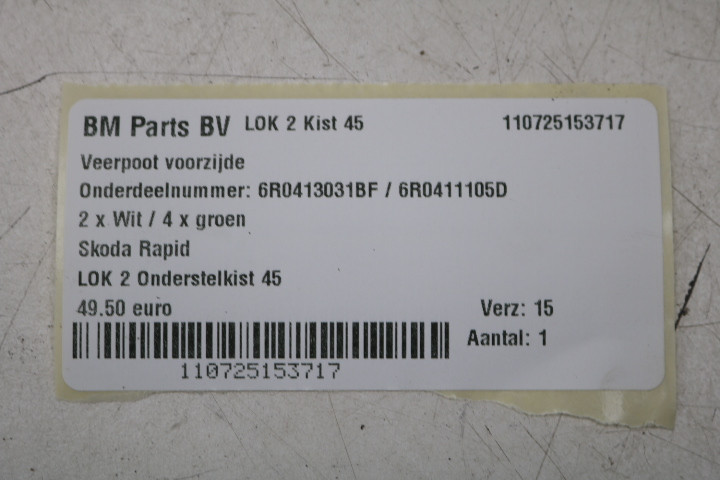 BM Parts BV LOK 2 Kist 45 110725153717
Veerpoot voorzijde
Onderdeelnummer: 6R0413031BF / 6R0411105D
2 x Wit / 4 x groen
Skoda Rapid
LOK 2 Onderstelkist 45
49.50 euro Verz: 15
Aantal: 1
110725153717